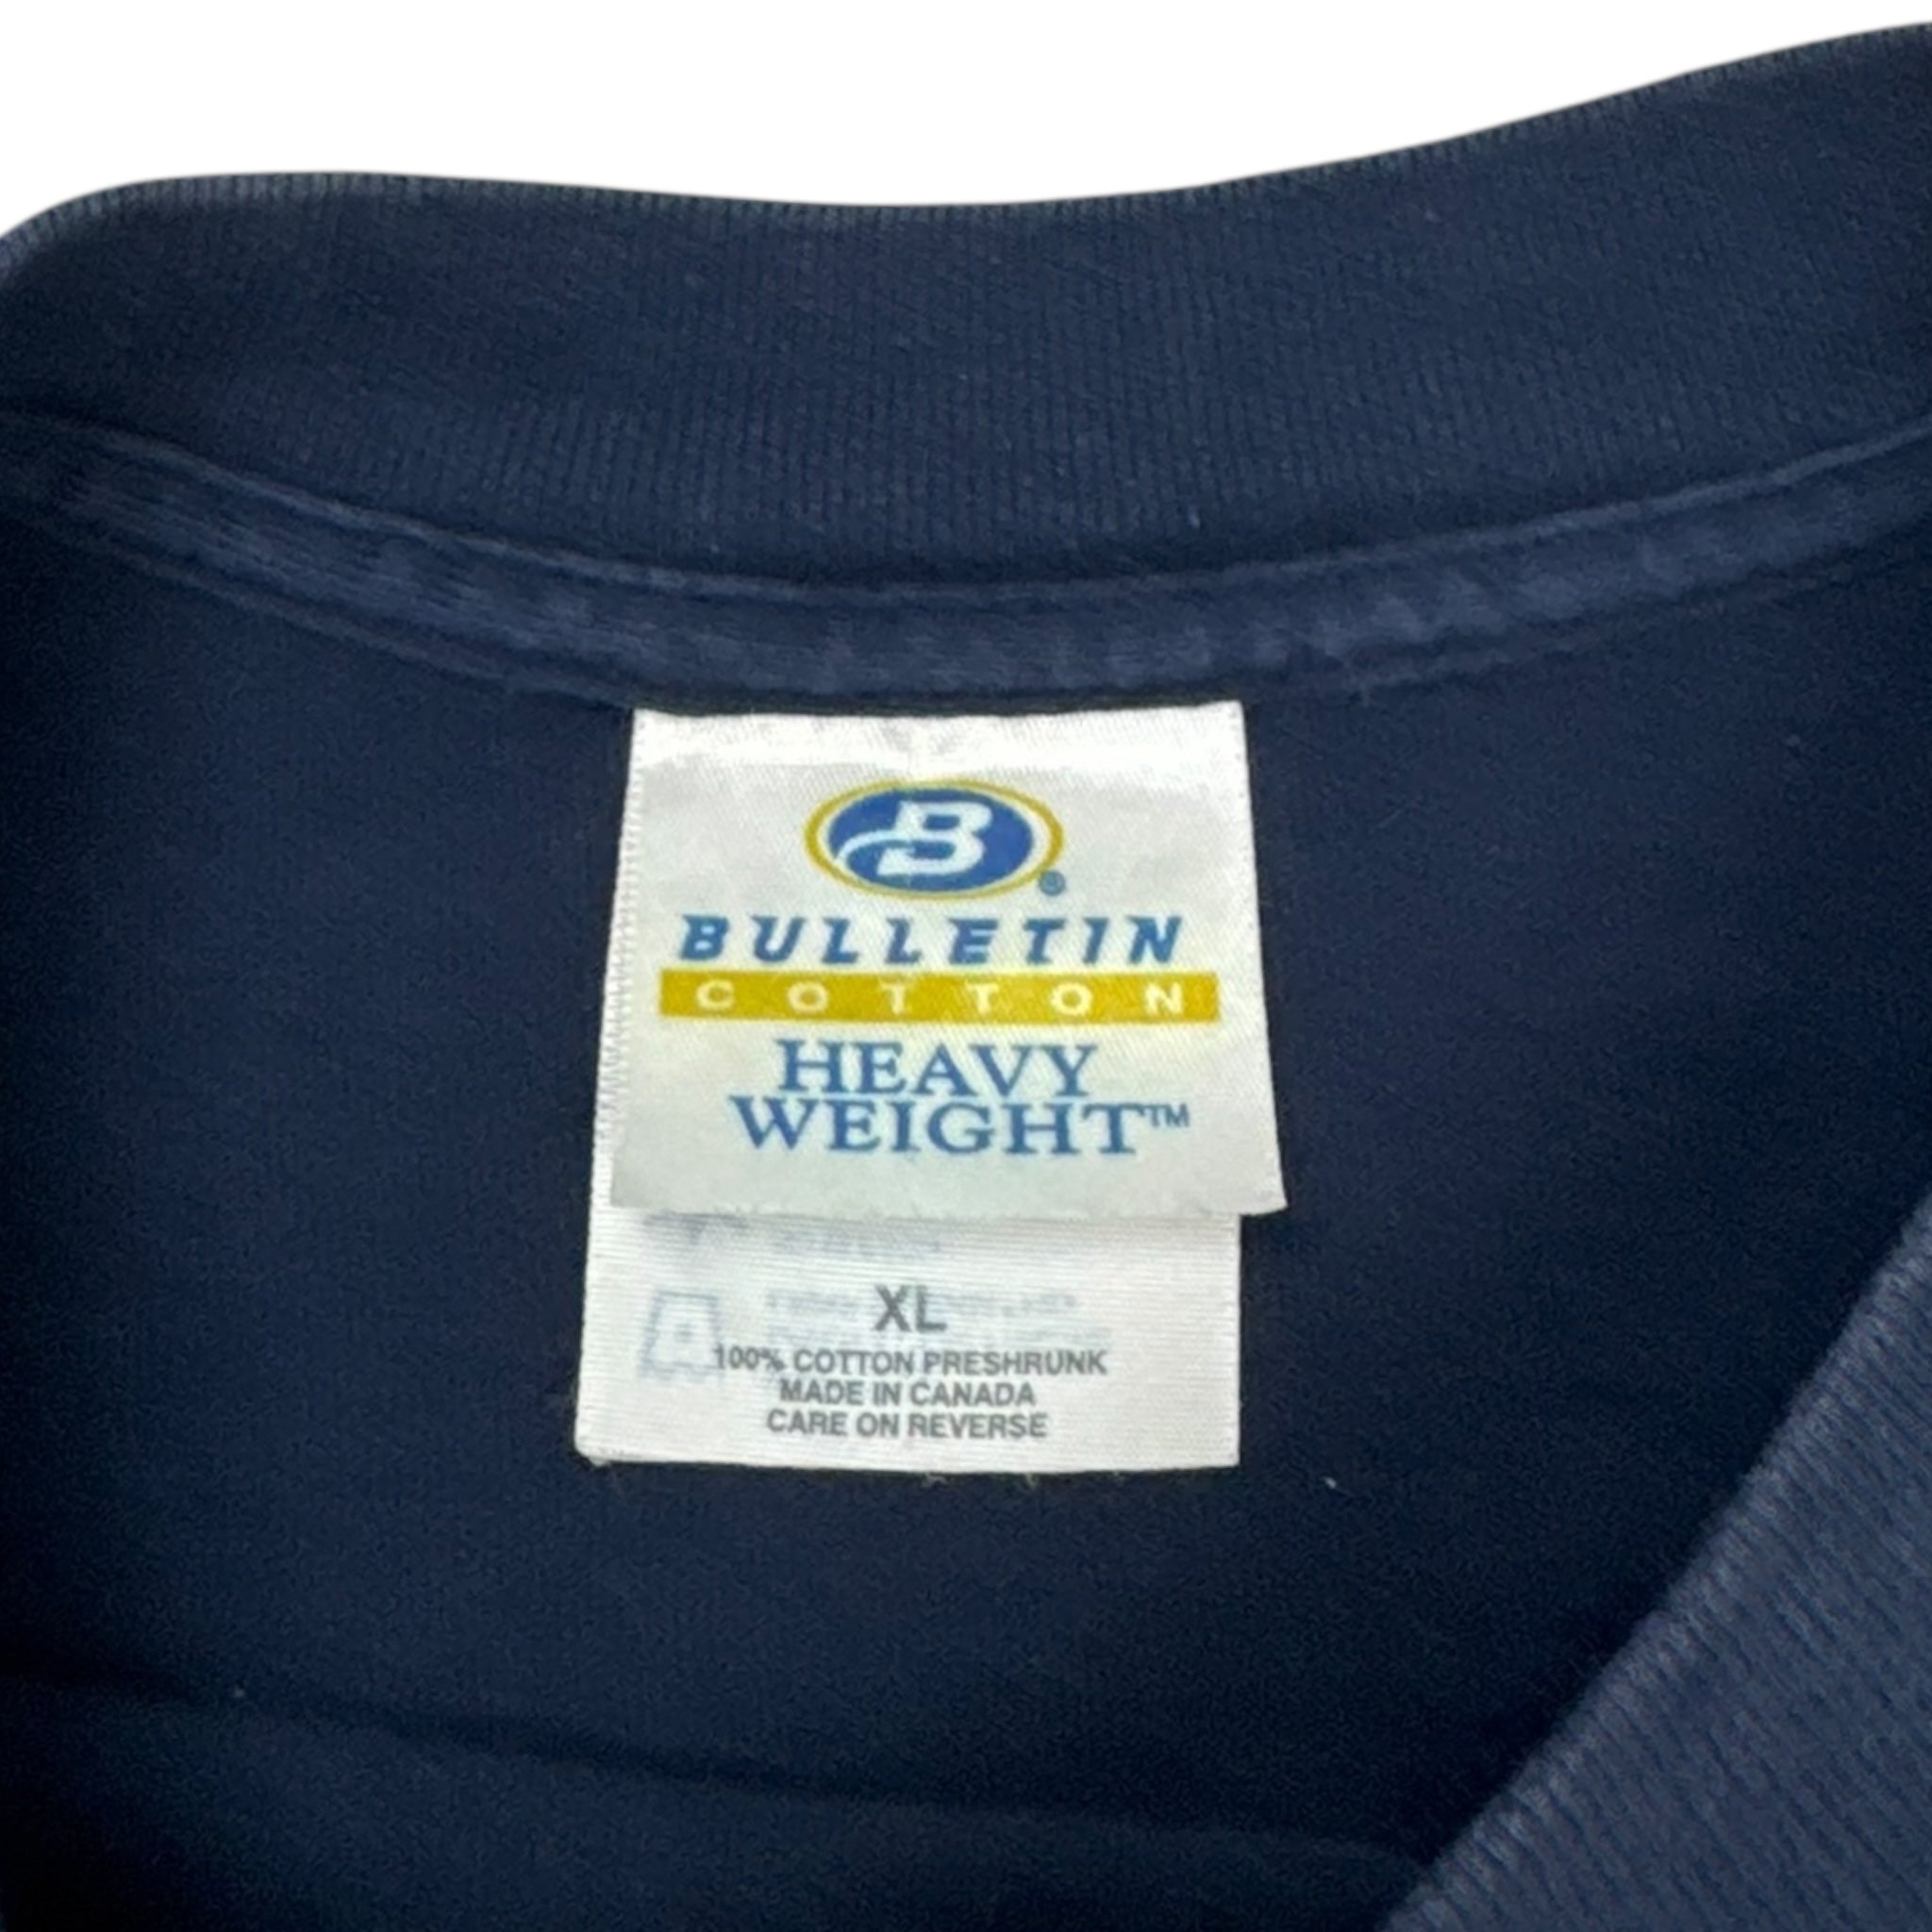 B®
BULLETIN
COTTON
HEAVY
WEIGHT™
XL
100% COTTON PRESHRUNK
MADE IN CANADA
CARE ON REVERSE